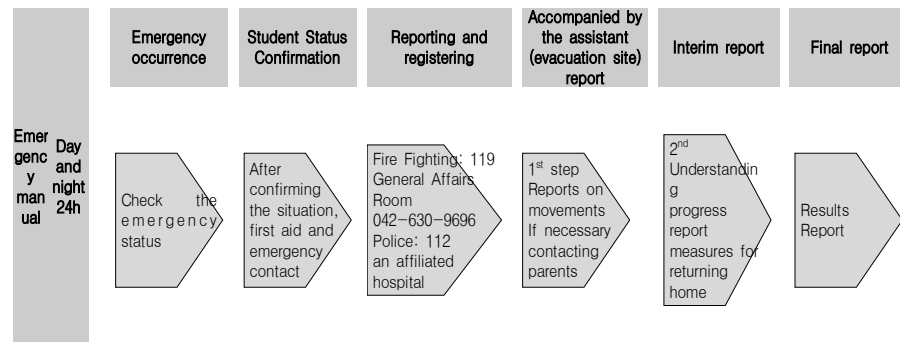 Emergency
occurrence
Student Status
Confirmation
Reporting and
registering
Accompanied by
the assistant
(evacuation site)
report
Interim report
Final report
Emer
genc
y
man
ual
Day
and
night
24h
Check the
emergency
status
After
confirming
the situation,
first aid and
emergency
contact
Fire Fighting: 119
General Affairs
Room
042-630-9696
Police: 112
an affiliated
hospital
1st step
Reports on
movements
If necessary
contacting
parents
2nd
Understandin
g
progress
report
measures for
returning
home
Results
Report